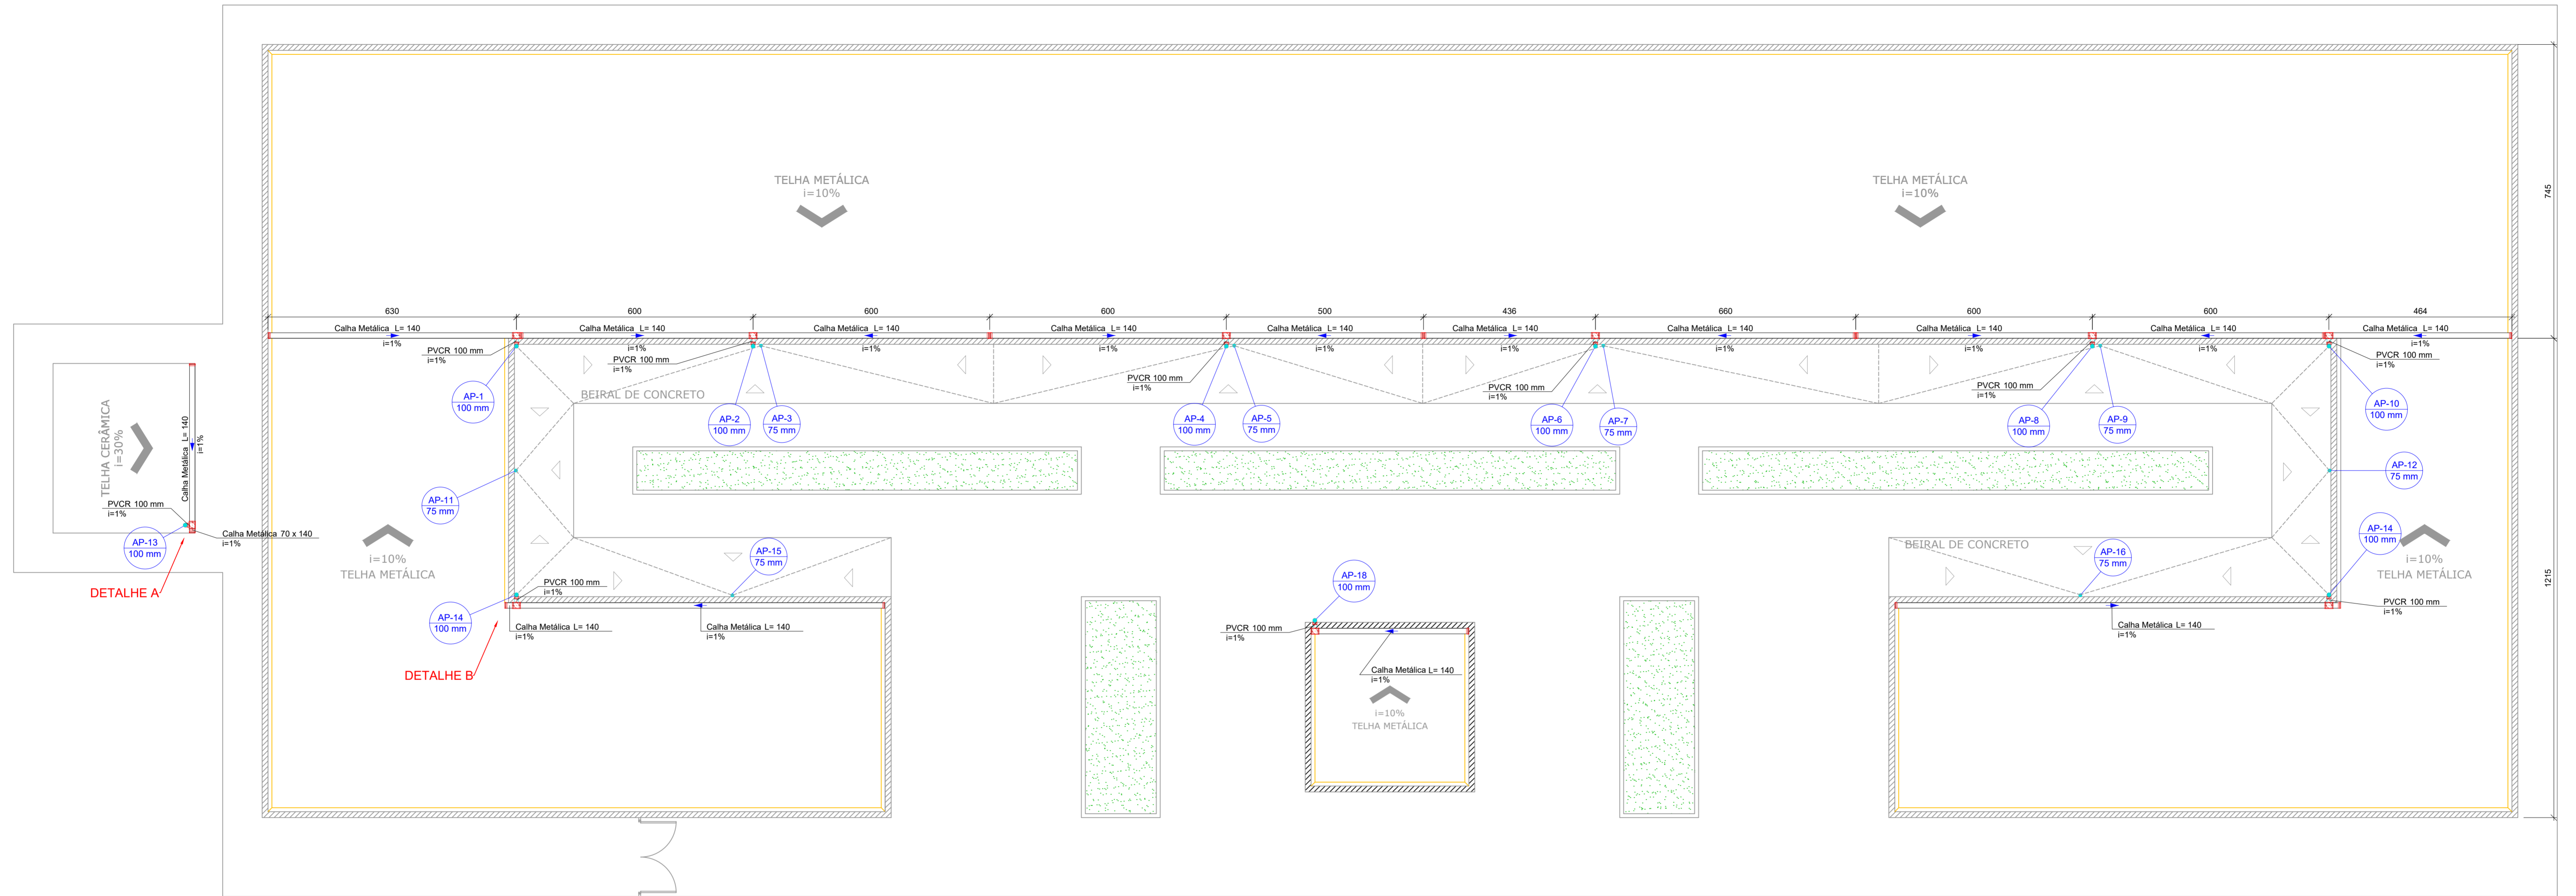 TELHA METÁLICA
i=10%
TELHA METÁLICA
i=10%
745
630
600
600
600
500
436
660
600
600
464
Calha Metálica L= 140
i=1%
Calha Metálica L= 140
i=1%
Calha Metálica L= 140
i=1%
Calha Metálica L= 140
i=1%
Calha Metálica L= 140
i=1%
Calha Metálica L= 140
i=1%
Calha Metálica L= 140
i=1%
Calha Metálica L= 140
i=1%
Calha Metálica L= 140
i=1%
Calha Metálica L= 140
i=1%
PVCR 100 mm
i=1%
PVCR 100 mm
i=1%
PVCR 100 mm
i=1%
PVCR 100 mm
i=1%
PVCR 100 mm
i=1%
PVCR 100 mm
i=1%
BEIRAL DE CONCRETO
AP-1
100 mm
AP-2
100 mm
AP-3
75 mm
AP-4
100 mm
AP-5
75 mm
AP-6
100 mm
AP-7
75 mm
AP-8
100 mm
AP-9
75 mm
AP-10
100 mm
TELHA CERÂMICA
i=30%
Calha Metálica L= 140
i=1%
PVCR 100 mm
i=1%
AP-13
100 mm
Calha Metálica 70 x 140
i=1%
DETALHE A
AP-11
75 mm
AP-12
75 mm
i=10%
TELHA METÁLICA
AP-15
75 mm
PVCR 100 mm
i=1%
AP-14
100 mm
Calha Metálica L= 140
i=1%
Calha Metálica L= 140
i=1%
DETALHE B
AP-18
100 mm
PVCR 100 mm
i=1%
Calha Metálica L= 140
i=1%
i=10%
TELHA METÁLICA
BEIRAL DE CONCRETO
AP-16
75 mm
AP-14
100 mm
i=10%
TELHA METÁLICA
PVCR 100 mm
i=1%
Calha Metálica L= 140
i=1%
1215